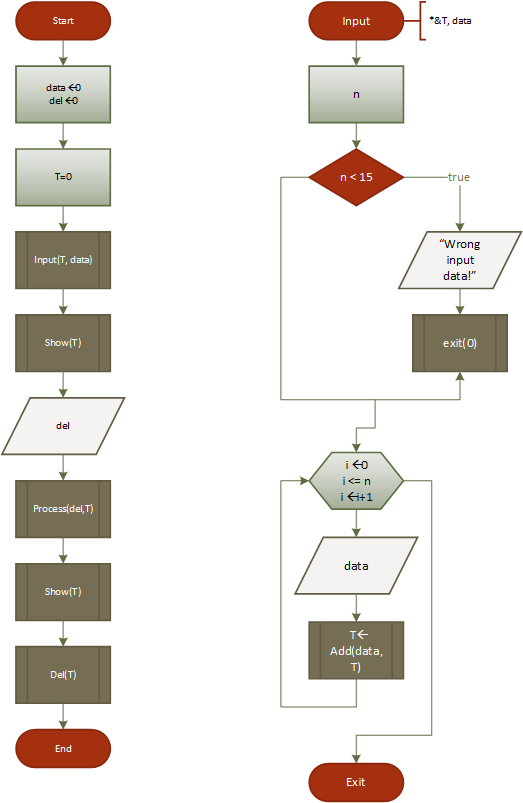 Start
data ←0
del ←0
T=0
Input(T, data)
Show(T)
del
Process(del,T)
Show(T)
Del(T)
End
Input
*&T, data
n
n < 15
true
“Wrong
input
data!”
exit(0)
i ←0
i <= n
i ←i+1
data
T←
Add(data,
T)
Exit